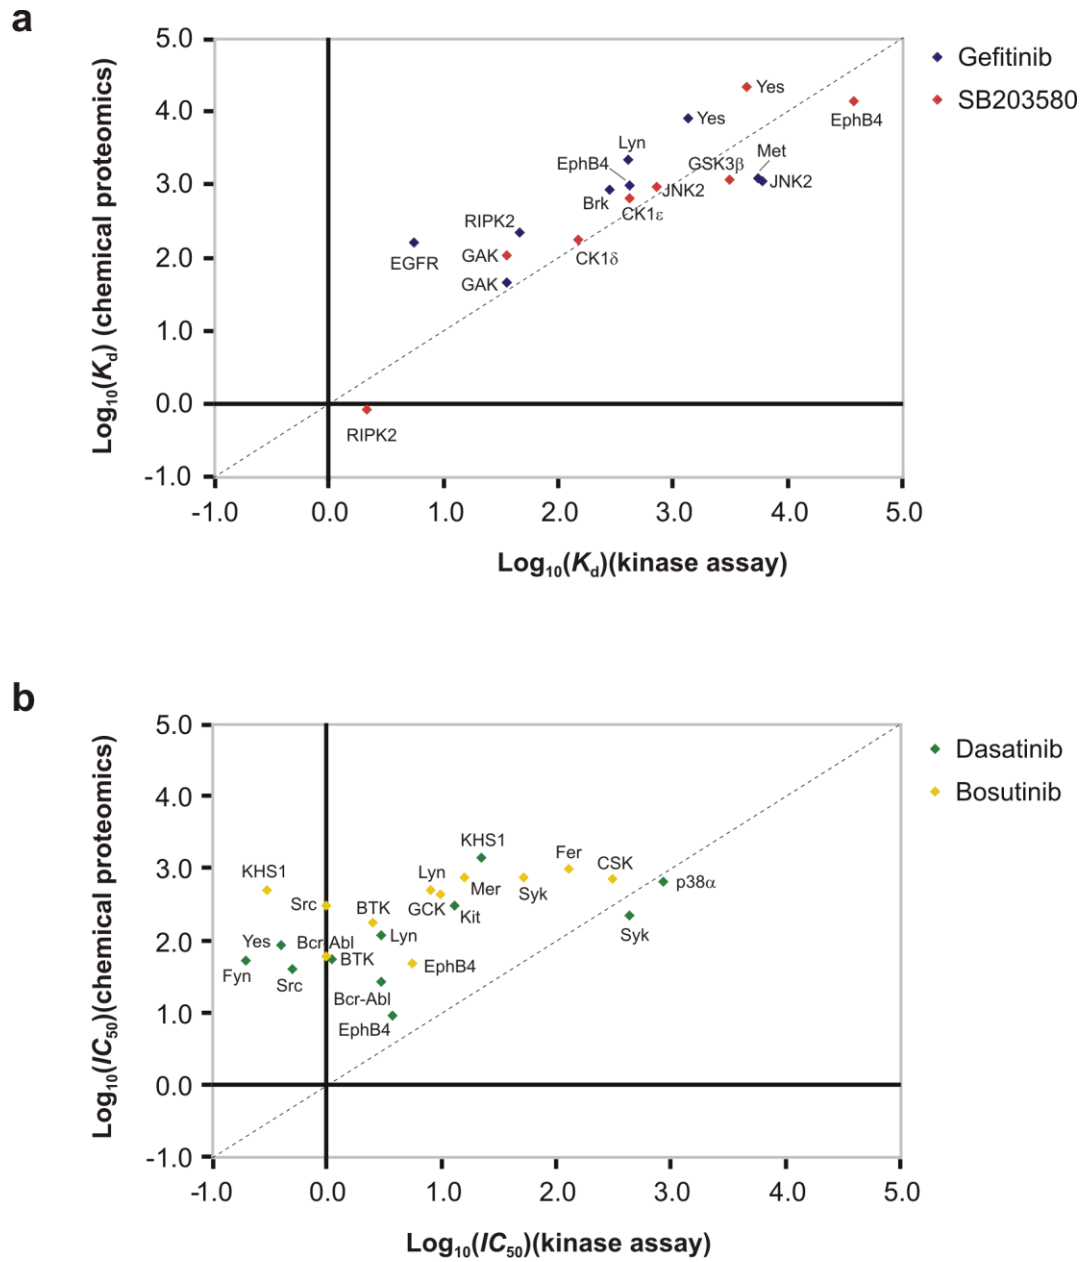 a
5.0
4.0
3.0
2.0
1.0
0.0
-1.0
-1.0 0.0 1.0 2.0 3.0 4.0 5.0
Log10(Kd) (chemical proteomics)
Log10(Kd)(kinase assay)
Gefitinib
SB203580
Yes
EphB4
Yes
Lyn
EphB4
GSK3β
Met
JNK2
JNK2
Brk
CK1ε
RIPK2
GAK
CK1δ
EGFR
GAK
RIPK2
b
5.0
4.0
3.0
2.0
1.0
0.0
-1.0
-1.0 0.0 1.0 2.0 3.0 4.0 5.0
Log10(IC50)(chemical proteomics)
Log10(IC50)(kinase assay)
Dasatinib
Bosutinib
KHS1
Fer
CSK
KHS1
Lyn
Mer
Syk
p38α
Src
BTK
GCK
Kit
Yes
Bcr-Abl
Lyn
Syk
Fyn
Src
BTK
EphB4
Bcr-Abl
EphB4